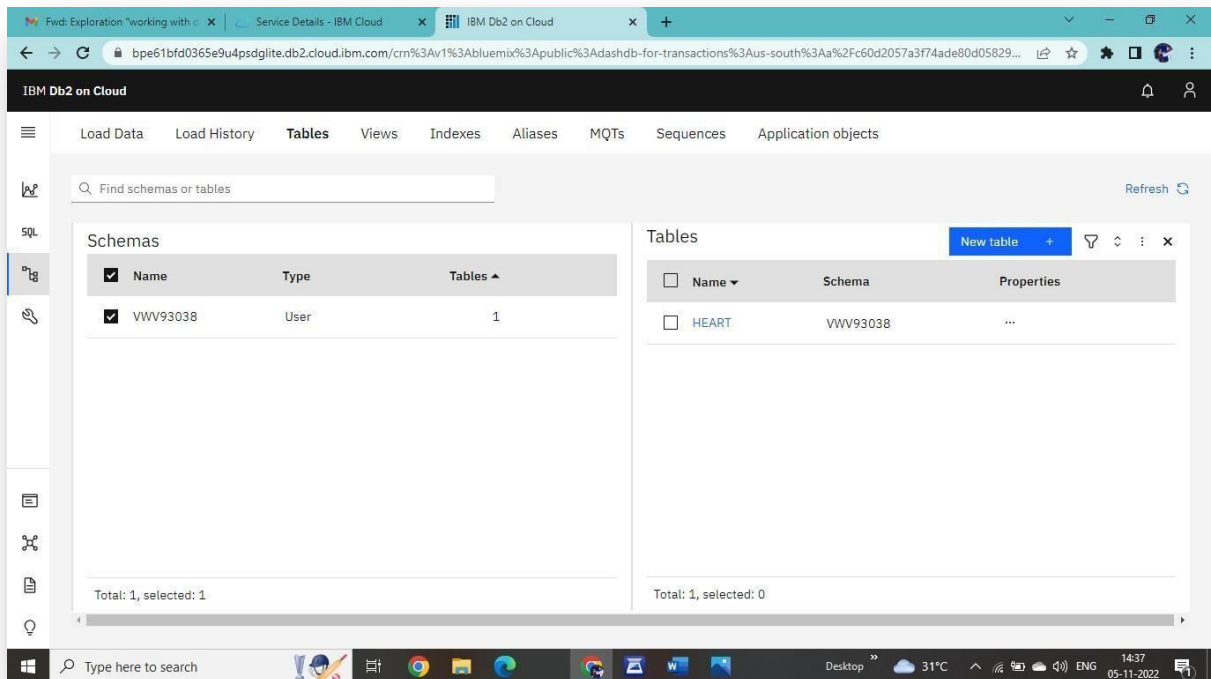 Fwd: Exploration "working with c
Service Details - IBM Cloud
IBM Db2 on Cloud
bpe61bfd0365e9u4psdglite.db2.cloud.ibm.com/crn%3Av1%3Abluemix%3Apublic%3Adashdb-for-transactions%3Aus-south%3Aa%2Fc60d2057a3f74ade80d05829...
IBM Db2 on Cloud
Load Data Load History Tables Views Indexes Aliases MQTs Sequences Application objects
Find schemas or tables
Refresh
SQL
Schemas
Name Type Tables
VWV93038 User 1
Total: 1, selected: 1
Tables
New table +
Name Schema Properties
HEART VWV93038 ...
Total: 1, selected: 0
Type here to search
Desktop
31°C
ENG
14:37
05-11-2022